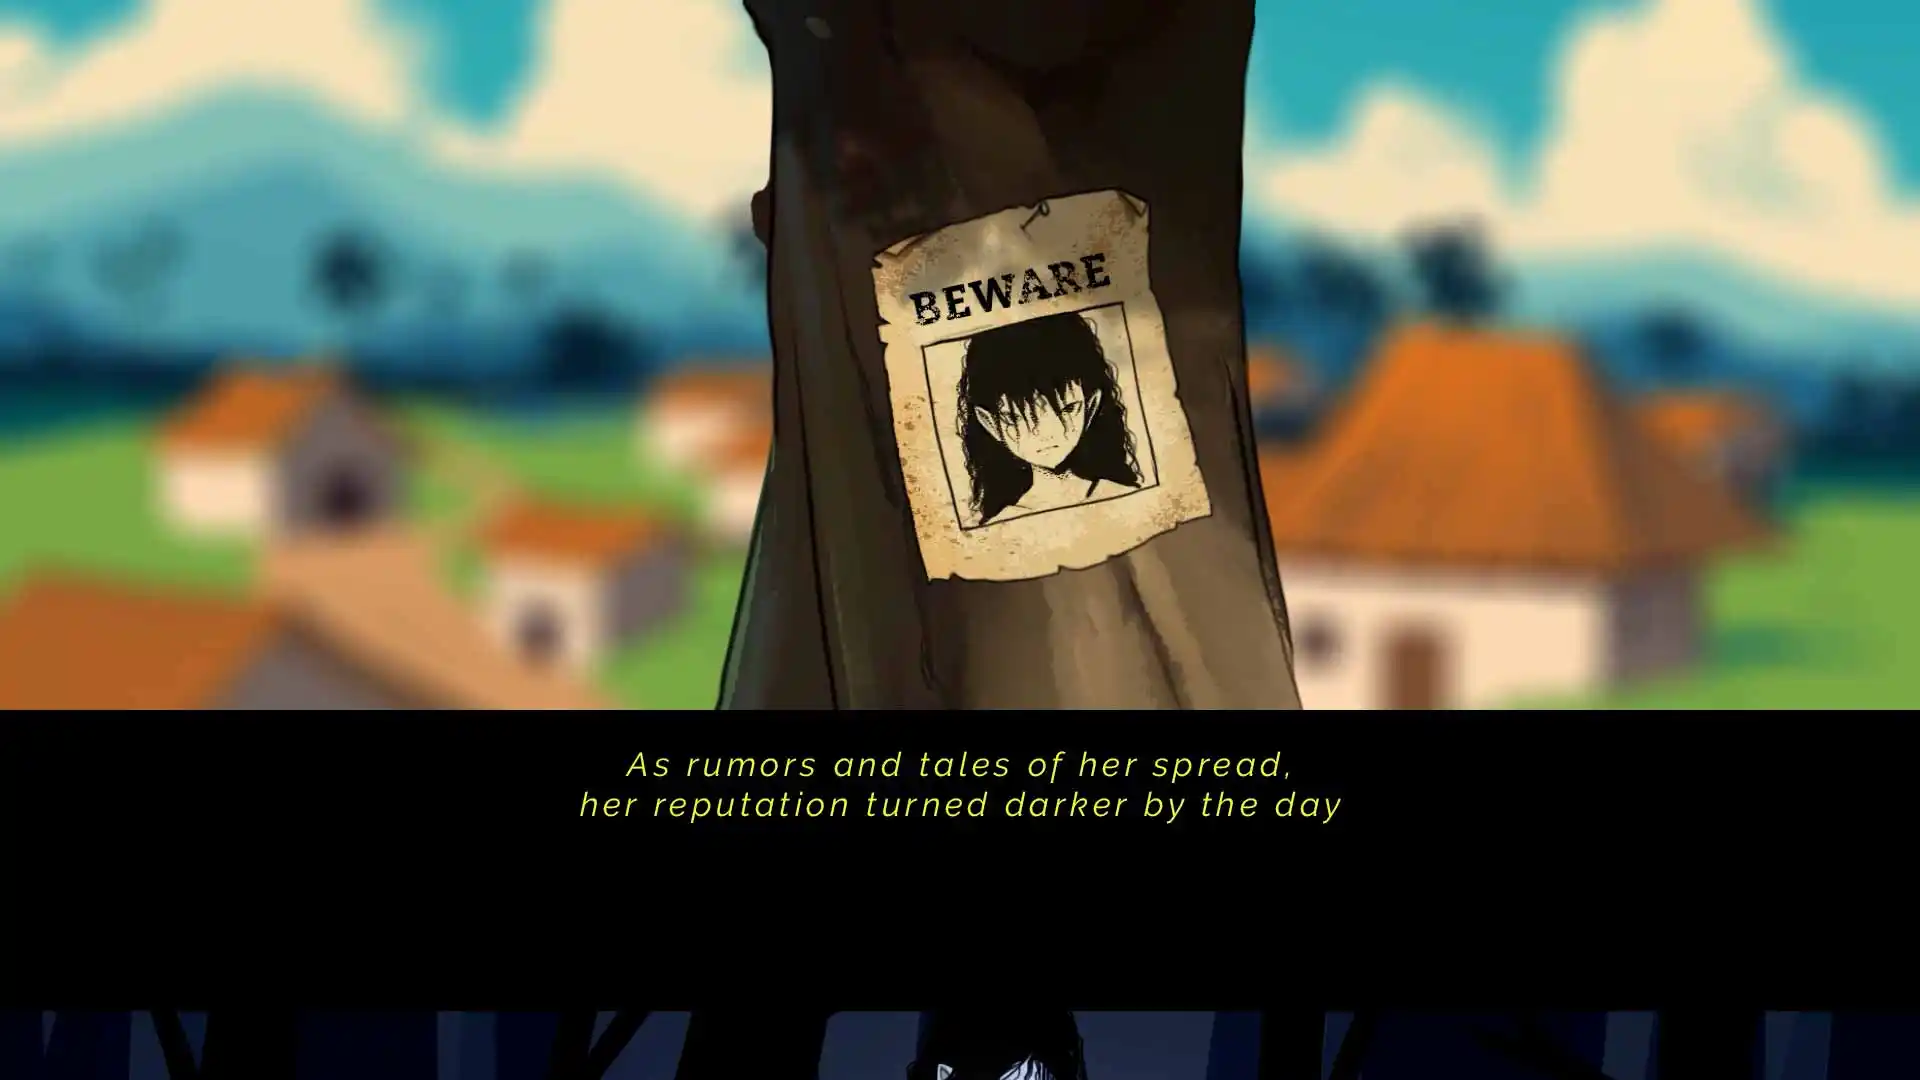 BEWARE
As rumors and tales of her spread,
her reputation turned darker by the day